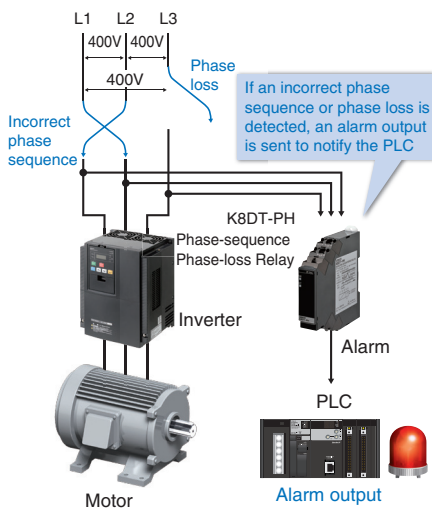 L1 L2 L3
400V 400V
400V
Phase
loss
Incorrect
phase
sequence
If an incorrect phase
sequence or phase loss is
detected, an alarm output
is sent to notify the PLC
K8DT-PH
Phase-sequence
Phase-loss Relay
Inverter
Alarm
PLC
Motor
Alarm output